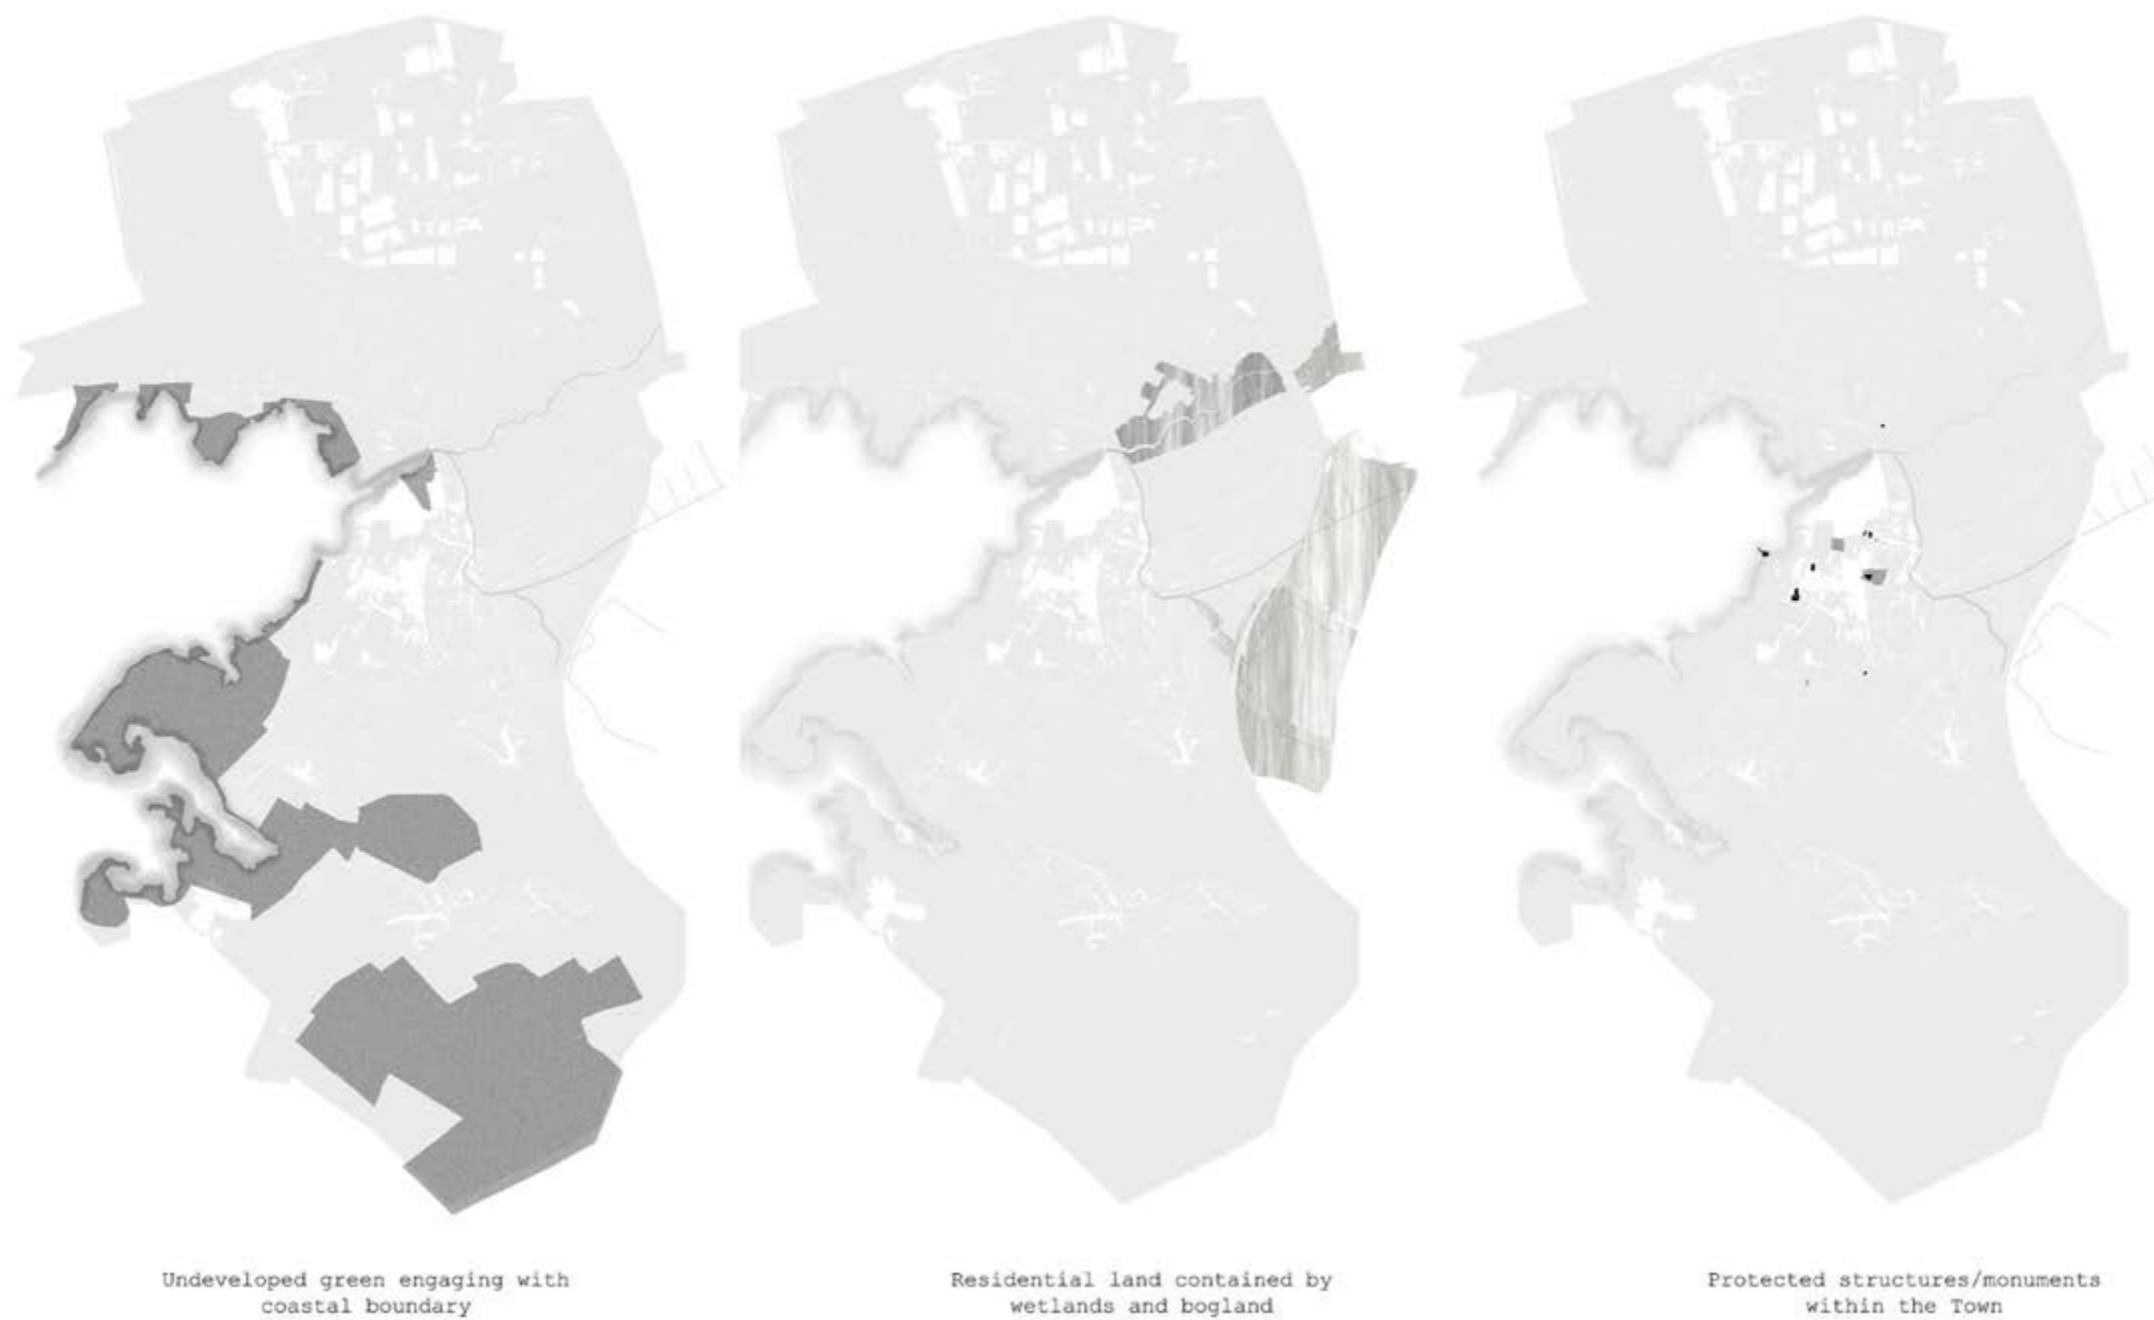 Undeveloped green engaging with
coastal boundary
Residential land contained by
wetlands and bogland
Protected structures/monuments
within the Town